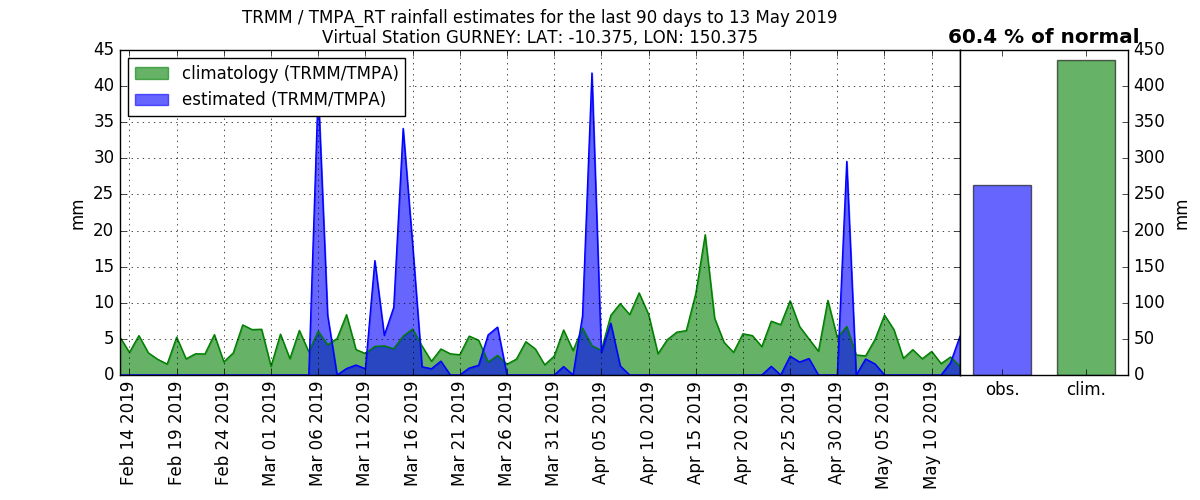 TRMM / TMPA_RT rainfall estimates for the last 90 days to 13 May 2019
Virtual Station GURNEY: LAT: -10.375, LON: 150.375
60.4 % of normal
climatology (TRMM/TMPA)
estimated (TRMM/TMPA)
mm
45
40
35
30
25
20
15
10
5
0
Feb 14 2019
Feb 19 2019
Feb 24 2019
Mar 01 2019
Mar 06 2019
Mar 11 2019
Mar 16 2019
Mar 21 2019
Mar 26 2019
Mar 31 2019
Apr 05 2019
Apr 10 2019
Apr 15 2019
Apr 20 2019
Apr 25 2019
Apr 30 2019
May 05 2019
May 10 2019
obs.
clim.
450
400
350
300
250
200
150
100
50
0
mm